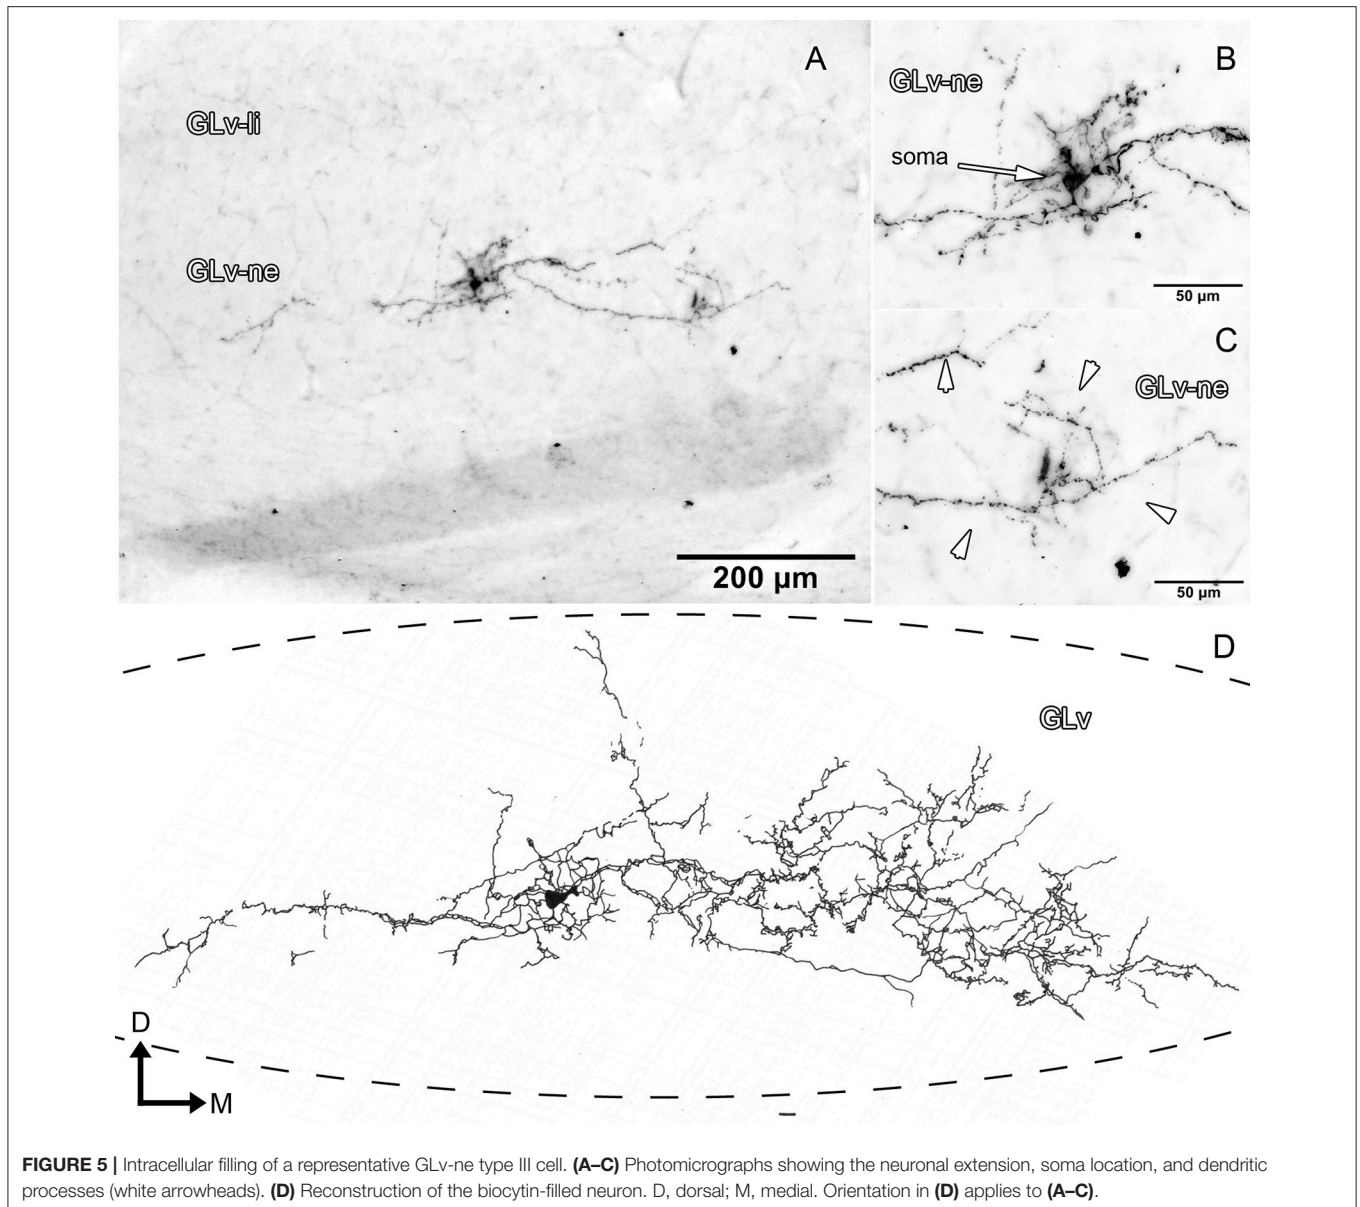 A
GLv-li
GLv-ne
200 µm
B
GLv-ne
soma
50 µm
C
GLv-ne
50 µm
D
GLv
D
M
FIGURE 5 | Intracellular filling of a representative GLv-ne type III cell. (A–C) Photomicrographs showing the neuronal extension, soma location, and dendritic
processes (white arrowheads). (D) Reconstruction of the biocytin-filled neuron. D, dorsal; M, medial. Orientation in (D) applies to (A–C).